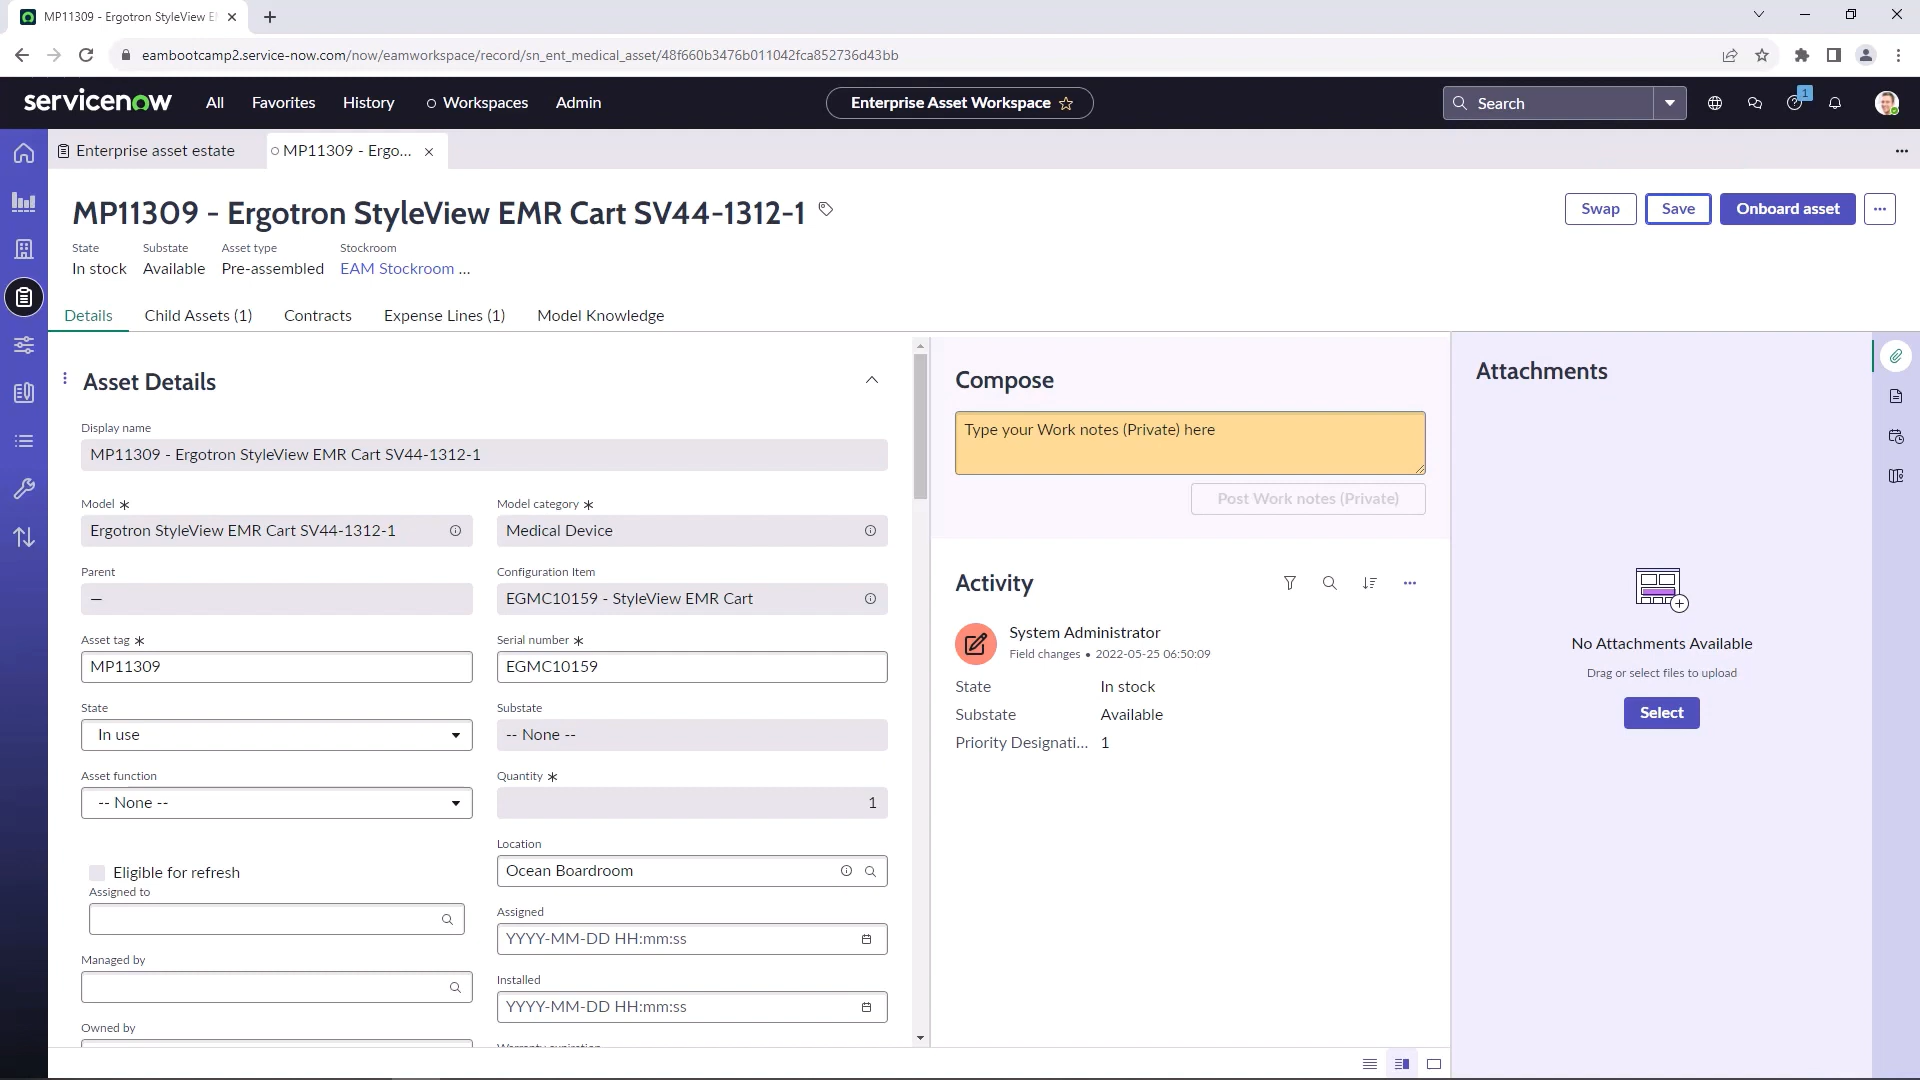 MP11309 - Ergotron StyleView E
eambootcamp2.service-now.com/now/eamworkspace/record/sn_ent_medical_asset/48f660b3476b011042fca852736d43bb
servicenow
All
Favorites
History
Workspaces
Admin
Enterprise Asset Workspace
Search
1
Enterprise asset estate
MP11309 - Ergo...
MP11309 - Ergotron StyleView EMR Cart SV44-1312-1
Swap
Save
Onboard asset
State
Substate
Asset type
Stockroom
In stock
Available
Pre-assembled
EAM Stockroom ...
Details
Child Assets (1)
Contracts
Expense Lines (1)
Model Knowledge
Asset Details
Display name
MP11309 - Ergotron StyleView EMR Cart SV44-1312-1
Model *
Model category *
Ergotron StyleView EMR Cart SV44-1312-1
Medical Device
Parent
Configuration Item
—
EGMC10159 - StyleView EMR Cart
Asset tag *
Serial number *
MP11309
EGMC10159
State
Substate
In use
-- None --
Asset function
Quantity *
-- None --
1
Location
Ocean Boardroom
Eligible for refresh
Assigned to
Assigned
YYYY-MM-DD HH:mm:ss
Managed by
Installed
YYYY-MM-DD HH:mm:ss
Owned by
Compose
Type your Work notes (Private) here
Post Work notes (Private)
Activity
System Administrator
Field changes • 2022-05-25 06:50:09
State In stock
Substate Available
Priority Designati... 1
Attachments
No Attachments Available
Drag or select files to upload
Select